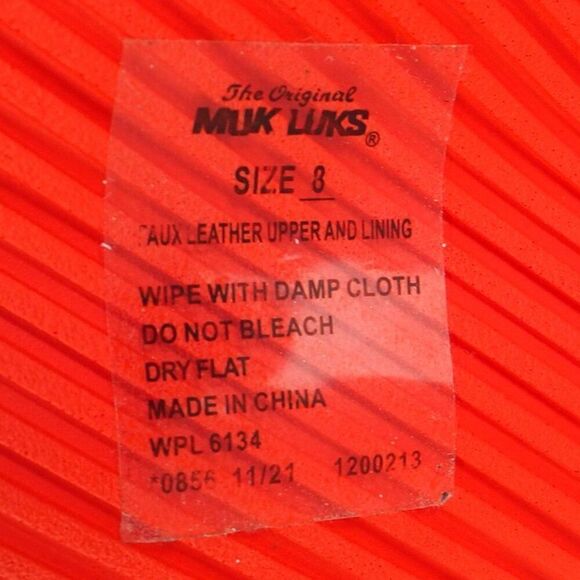 The Original
MUK LUKS®
SIZE 8
FAUX LEATHER UPPER AND LINING
WIPE WITH DAMP CLOTH
DO NOT BLEACH
DRY FLAT
MADE IN CHINA
WPL 6134
*0856 11/21 1200213